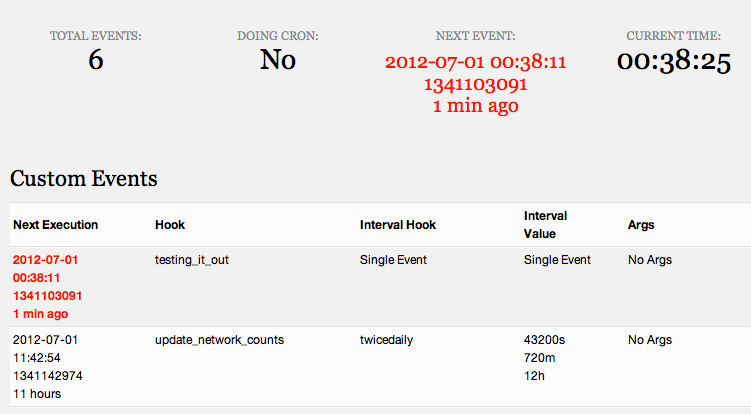 TOTAL EVENTS:
6
DOING CRON:
No
NEXT EVENT:
2012-07-01 00:38:11
1341103091
1 min ago
CURRENT TIME:
00:38:25
Custom Events
Next Execution
Hook
Interval Hook
Interval
Value
Args
2012-07-01
00:38:11
1341103091
1 min ago
testing_it_out
Single Event
Single Event
No Args
2012-07-01
11:42:54
1341142974
11 hours
update_network_counts
twicedaily
43200s
720m
12h
No Args